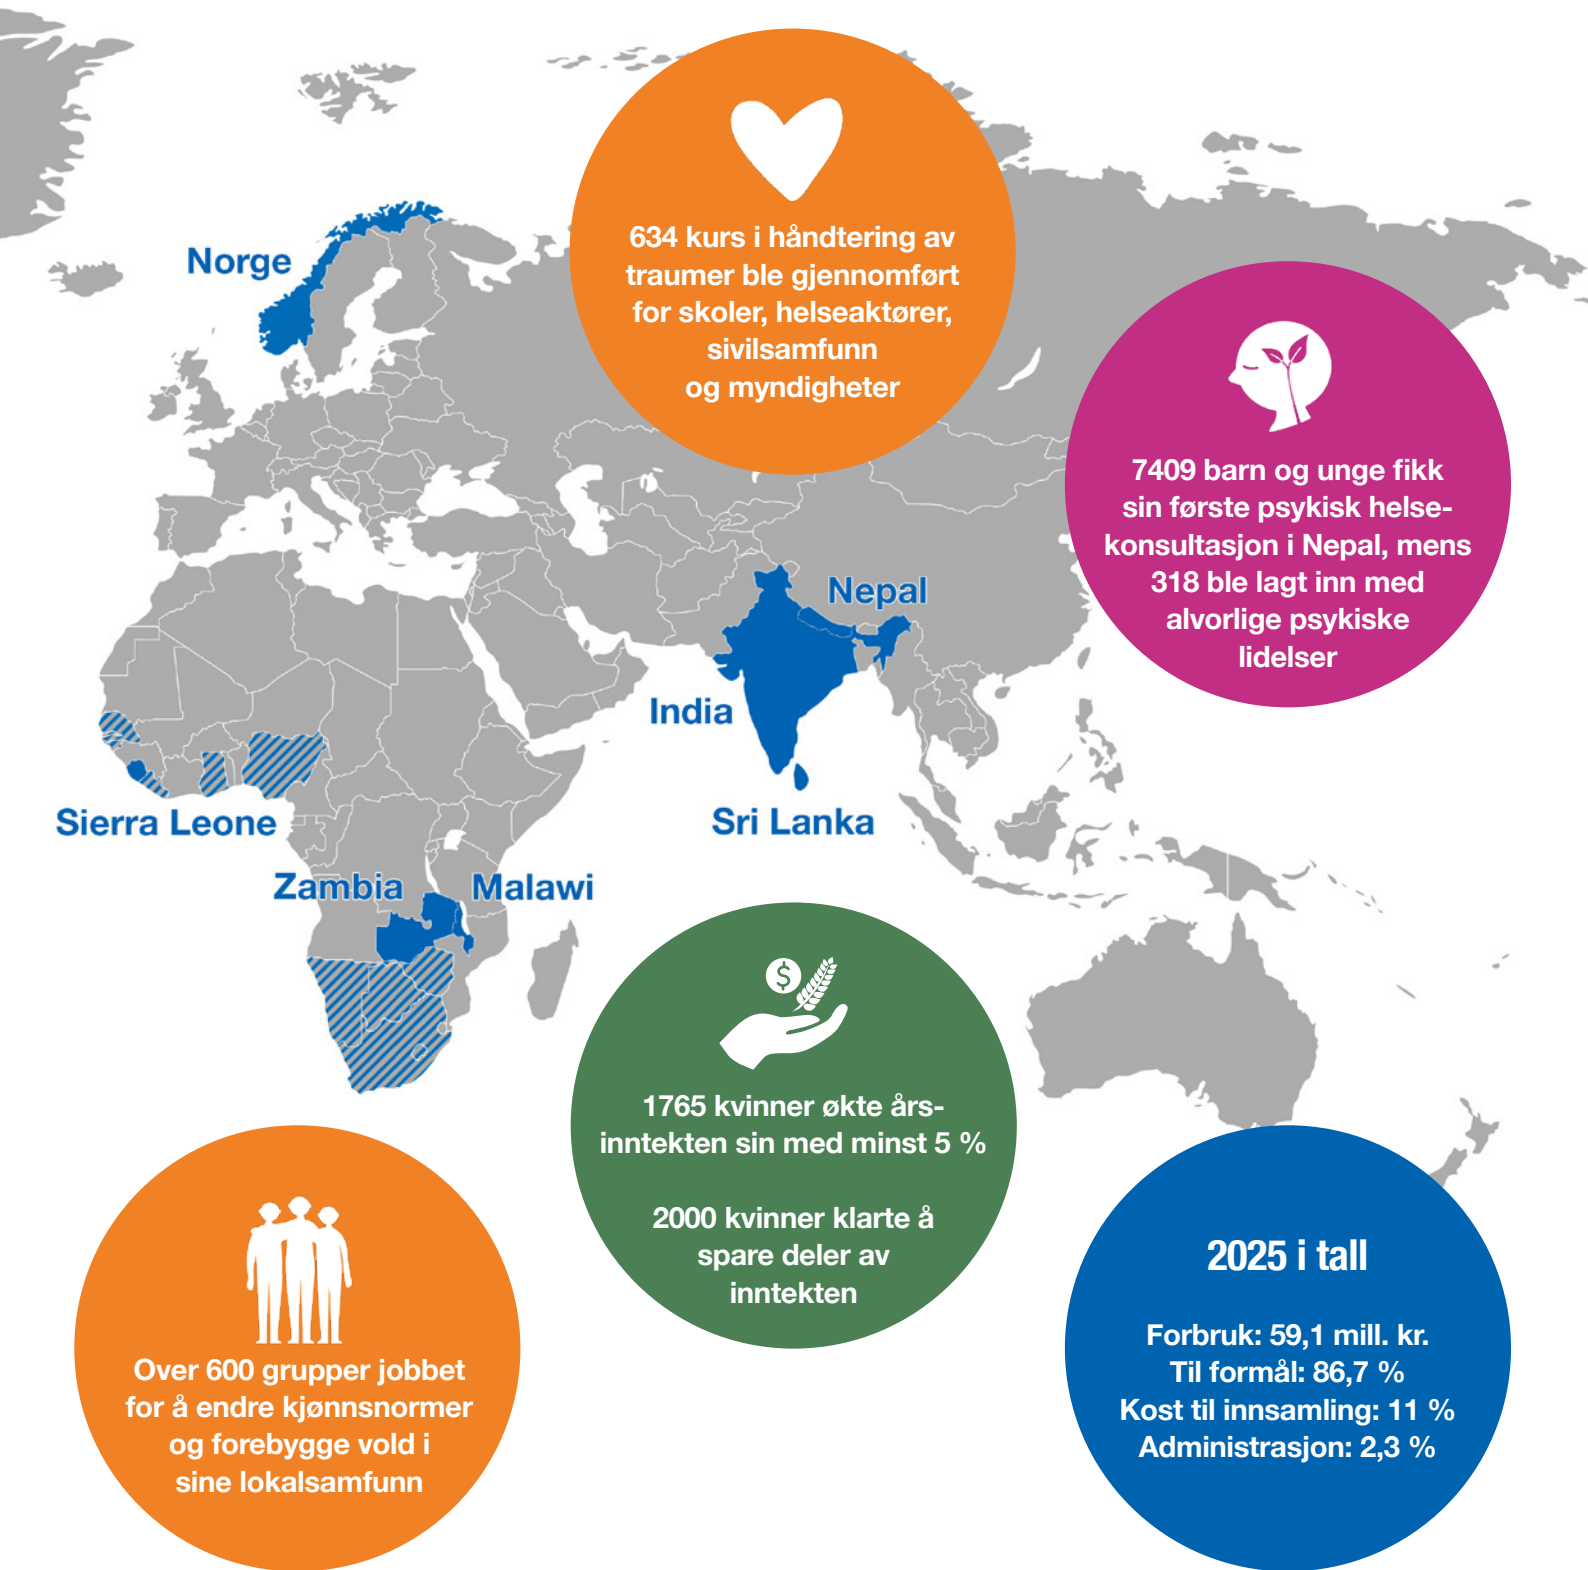 634 kurs i håndtering av
traumer ble gjennomført
for skoler, helseaktører,
sivilsamfunn
og myndigheter
Norge
7409 barn og unge fikk
sin første psykisk helse-
konsultasjon i Nepal, mens
318 ble lagt inn med
alvorlige psykiske
lidelser
Nepal
India
Sri Lanka
Sierra Leone
Zambia
Malawi
$
1765 kvinner økte års-
inntekten sin med minst 5 %
2000 kvinner klarte å
spare deler av
inntekten
Over 600 grupper jobbet
for å endre kjønnsnormer
og forebygge vold i
sine lokalsamfunn
2025 i tall
Forbruk: 59,1 mill. kr.
Til formål: 86,7 %
Kost til innsamling: 11 %
Administrasjon: 2,3 %